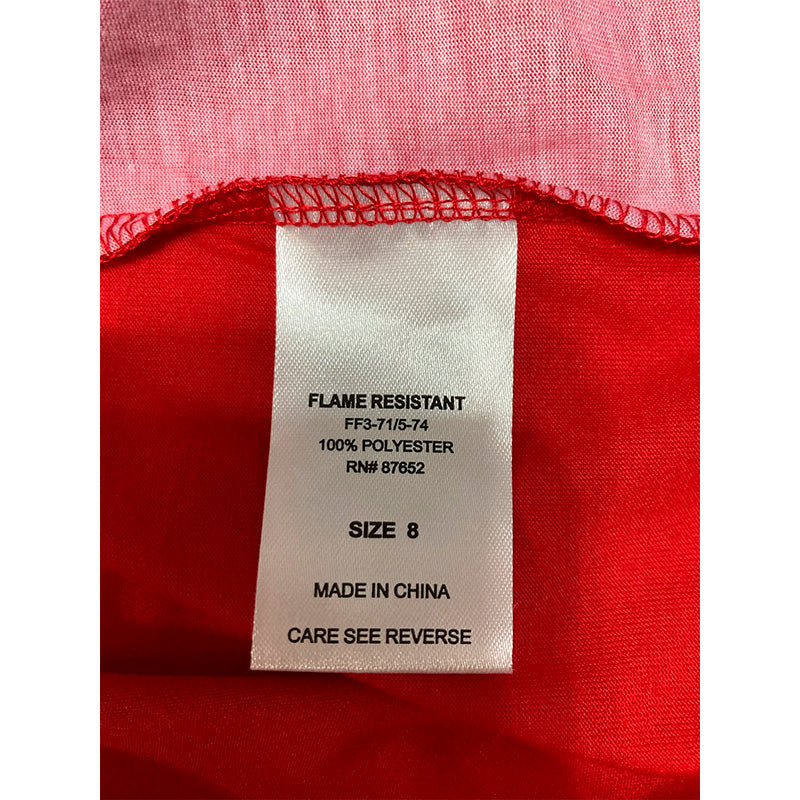 FLAME RESISTANT
FF3-71/5-74
100% POLYESTER
RN# 87652
SIZE 8
MADE IN CHINA
CARE SEE REVERSE